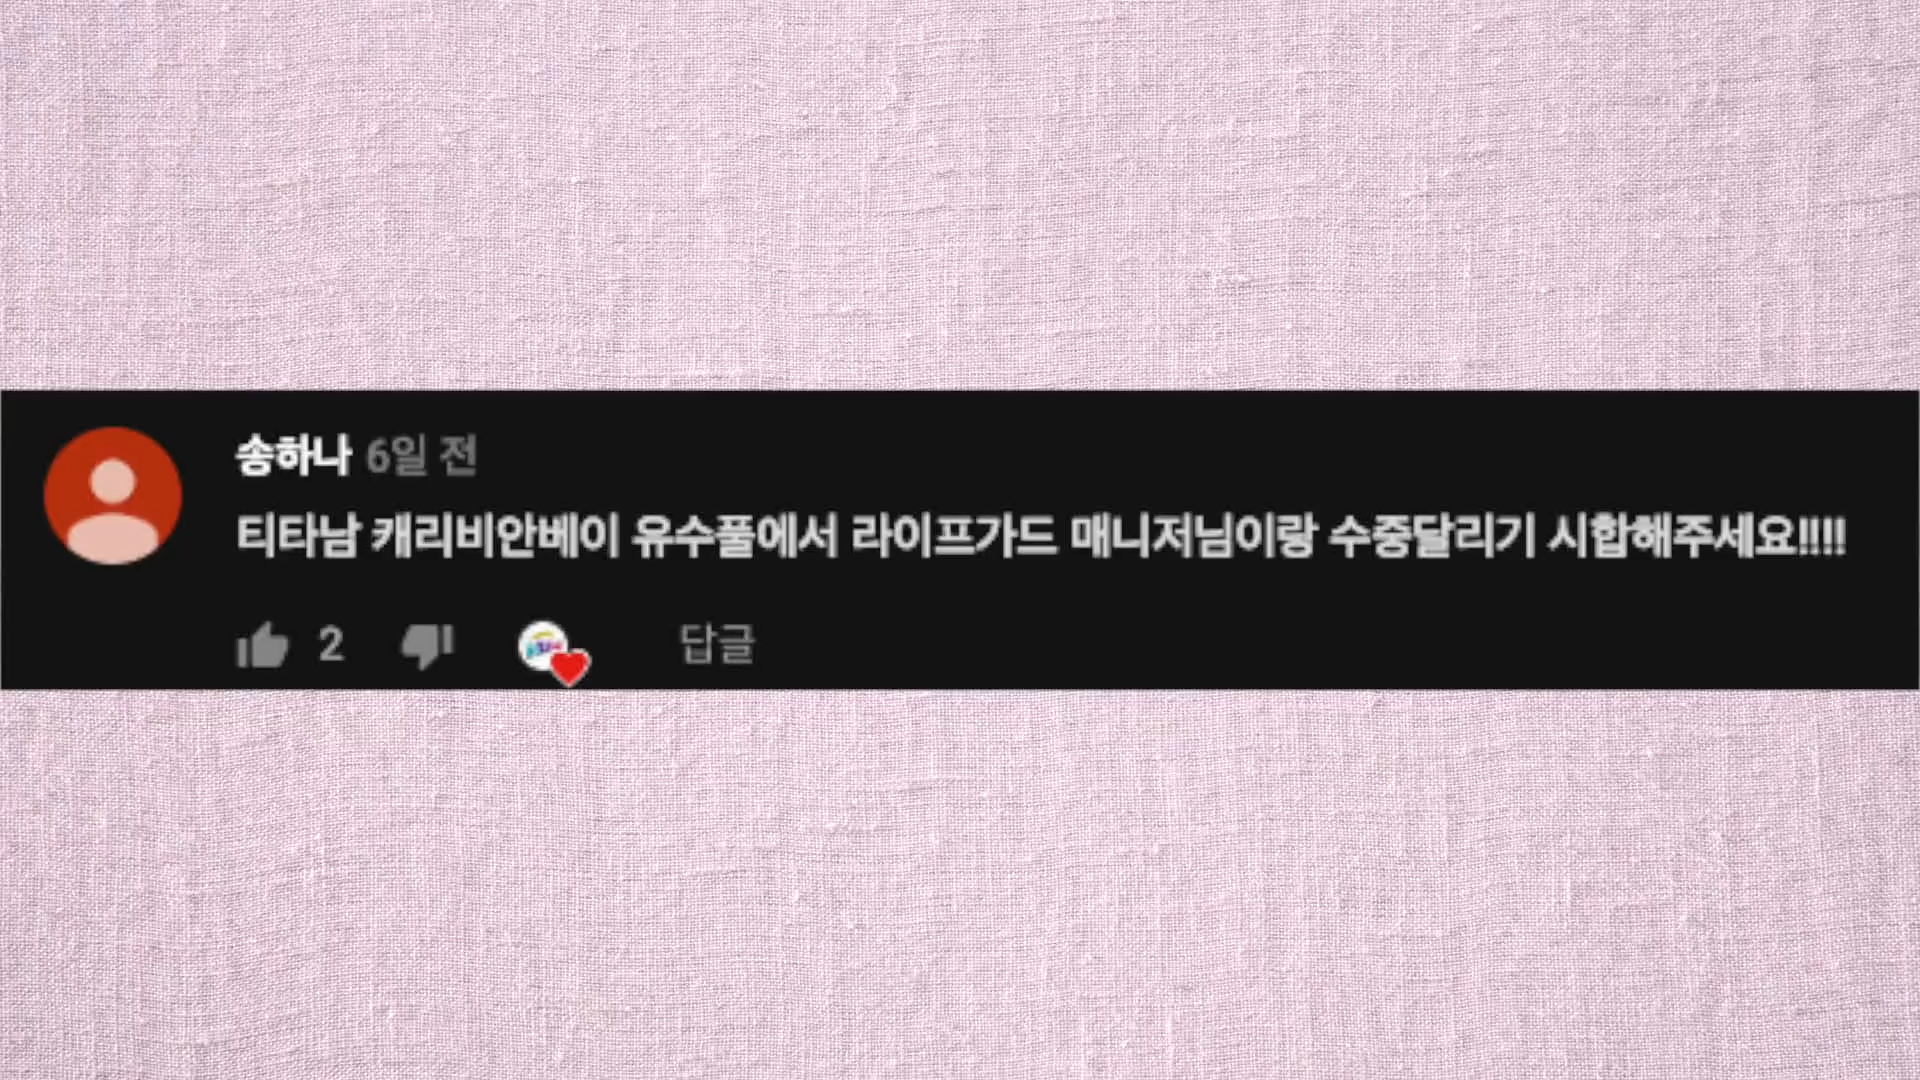 송하나 6일 전
티타남 캐리비안베이 유수풀에서 라이프가드 매니저님이랑 수중달리기 시합해주세요!!!!
2 답글